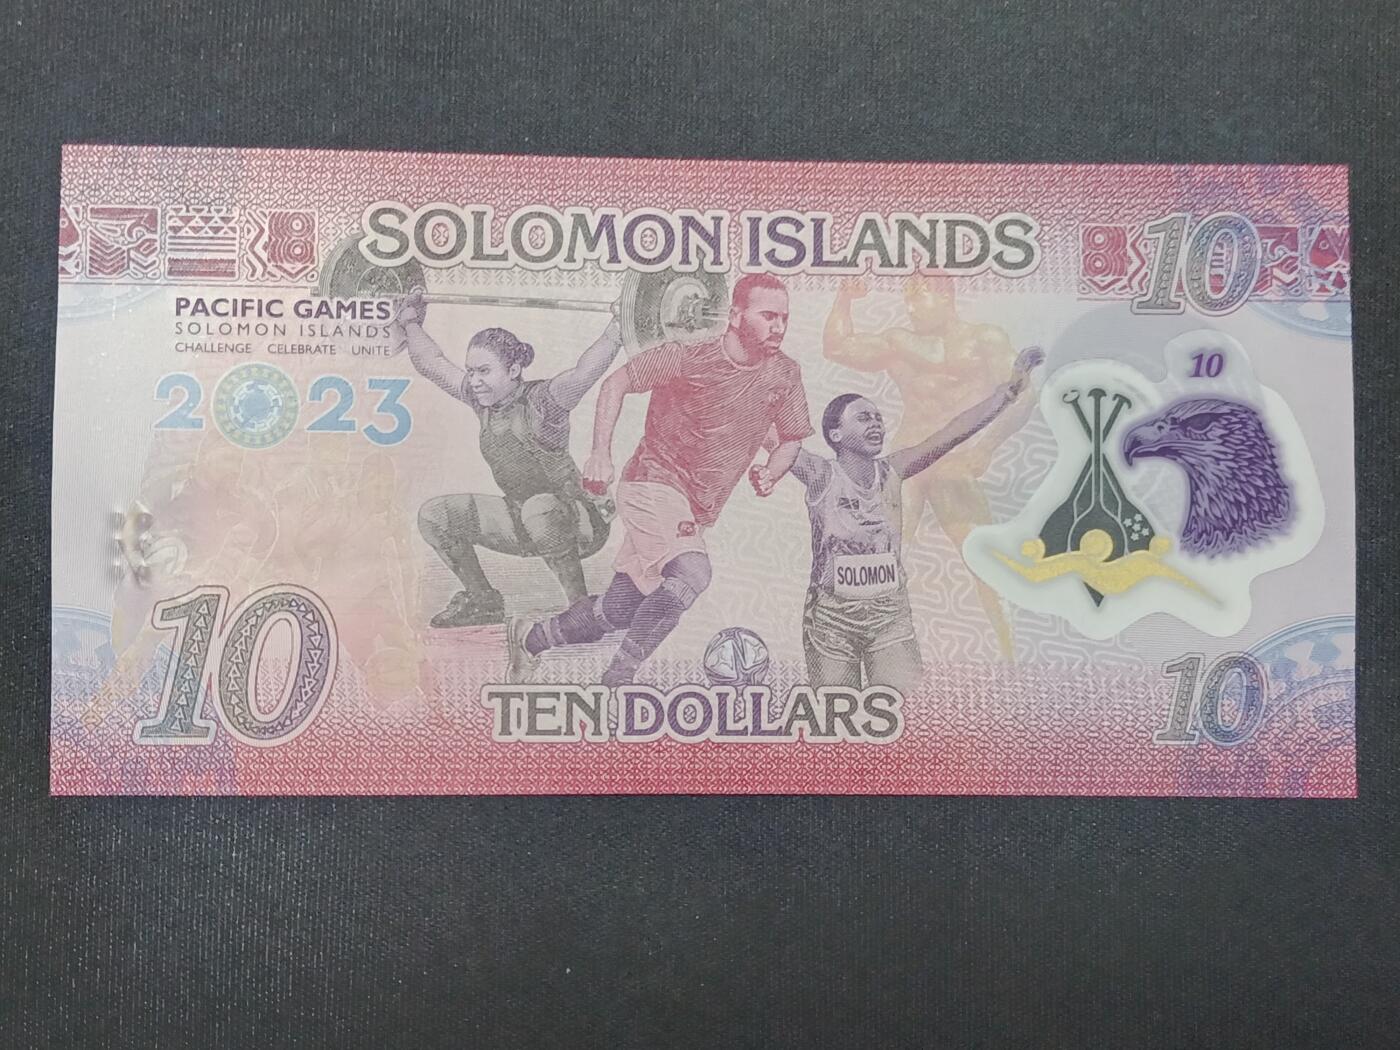 SOLOMON ISLANDS
10
PACIFIC GAMES
SOLOMON ISLANDS
CHALLENGE CELEBRATE UNITE
2023
10
SOLOMON
10
TEN DOLLARS
10